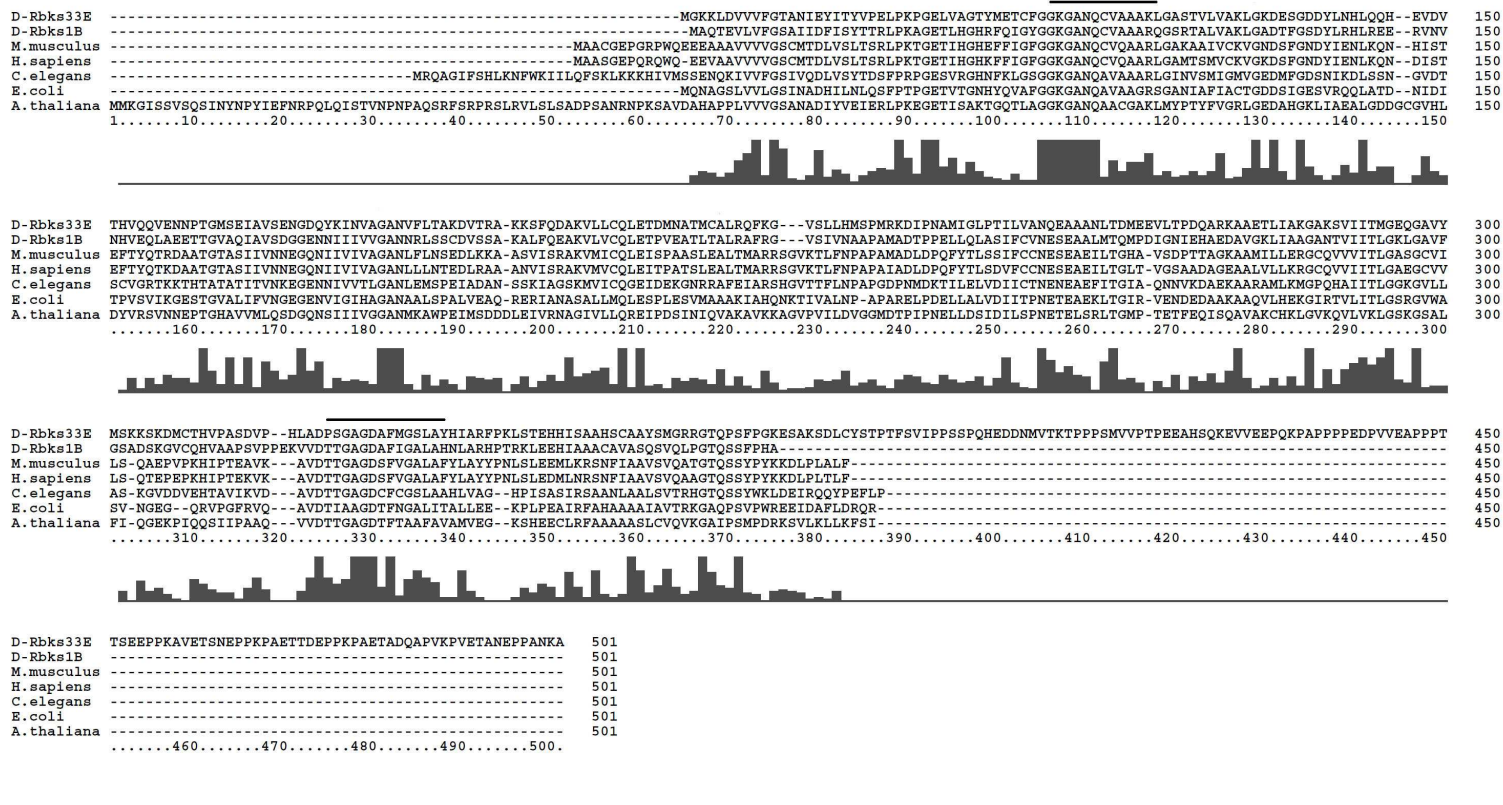 D-Rbks33E ----------------------------------------------------------------MGKKLDVVVFGTANIEYITYVPELPKPGELVAGTYMETCFGGKGANQCVAAAKLGASTVLVAKLGKDESGDDYLNHLQQH--EVDV 150
D-Rbks1B ----------------------------------------------------------------MAQTEVLVFGSAIIDFISYTTRLPKAGETLHGHRFQIGYGGKGANQCVAAARQGSRTALVAKLGADTFGSDYLRHLREE--RVNV 150
M.musculus ----------------------------------------------------MAACGEPGRPWQEEEAAAVVVVGSCMTDLVSLTSRLPKTGETIHGHEFFIGFGGKGANQCVQAARLGAKAAIVCKVGNDSFGNDYIENLKQN--HIST 150
H.sapiens ----------------------------------------------------MAASGEPQRQWQ-EEVAAVVVVGSCMTDLVSLTSRLPKTGETIHGHKFFIGFGGKGANQCVQAARLGAMTSMVCKVGKDSFGNDYIENLKQN--DIST 150
C.elegans ----------------------------------MRQAGIFSHLKNFWKIILQFSKLKKKHIVMSSENQKIVVFGSIVQDLVSYTDSFPRPGESVRGHNFKLGSGGKGANQAVAAARLGINVSMIGMVGEDMFGDSNIKDLSSN--GVDT 150
E.coli ----------------------------------------------------------------MQNAGSLVVLGSINADHILNLQSFPTPGETVTGNHYQVAFGGKGANQAVAAGRSGANIAFIACTGDDSIGESVRQQLATD--NIDI 150
A.thaliana MMKGISSVSQSINYNPYIEFNRPQLQISTVNPNPAQSRFSRPRSLRVLSLSADPSANRNPKSAVDAHAPPLVVVGSANADIYVEIERLPKEGETISAKTGQTLAGGKGANQAACGAKLMYPTYFVGRLGEDAHGKLIAEALGDDGCGVHL 150
1......10........20........30........40........50........60........70........80........90.......100.......110.......120.......130.......140.......150
D-Rbks33E THVQQVENNPTGMSEIAVSENGDQYKINVAGANVFLTAKDVTRA-KKSFQDAKVLLCQLETDMNATMCALRQFKG---VSLLHMSPMRKDIPNAMIGLPTILVANQEAAANLTDMEEVLTPDQARKAAETLIAKGAKSVIITMGEQGAVY 300
D-Rbks1B NHVEQLAEETTGVAQIAVSDGGENNIIIVVGANNRLSSCDVSSA-KALFQEAKVLVCQLETPVEATLTALRAFRG---VSIVNAAPAMADTPPELLQLASIFCVNESEAALMTQMPDIGNIEHAEDAVGKLIAAGANTVIITLGKLGAVF 300
M.musculus EFTYQTRDAATGTASIIVNNEGQNIIVIVAGANLFLNSEDLKKA-ASVISRAKVMICQLEISPAASLEALTMARRSGVKTLFNPAPAMADLDPQFYTLSSIFCCNESEAEILTGHA-VSDPTTAGKAAMILLERGCQVVVITLGASGCVI 300
H.sapiens EFTYQTKDAATGTASIIVNNEGQNIIVIVAGANLLLNTEDLRAA-ANVISRAKVMVCQLEITPATSLEALTMARRSGVKTLFNPAPAIADLDPQFYTLSDVFCCNESEAEILTGLT-VGSAADAGEAALVLLKRGCQVVIITLGAEGCVV 300
C.elegans SCVGRTKKTHTATATITVNKEGENNIVVTLGANLEMSPEIADAN-SSKIAGSKMVICQGEIDEKGNRRAFEIARSHGVTTFLNPAPGDPNMDKTILELVDIICTNENEAEFITGIA-QNNVKDAEKAARAMLKMGPQHAIITLGGKGVLL 300
E.coli TPVSVIKGESTGVALIFVNGEGENVIGIHAGANAALSPALVEAQ-RERIANASALLMQLESPLESVMAAAKIAHQNKTIVALNP-APARELPDELLALVDIITPNETEAEKLTGIR-VENDEDAAKAAQVLHEKGIRTVLITLGSRGVWA 300
A.thaliana DYVRSVNNEPTGHAVVMLQSDGQNSIIIVGGANMKAWPEIMSDDDLEIVRNAGIVLLQREIPDSINIQVAKAVKKAGVPVILDVGGMDTPIPNELLDSIDILSPNETELSRLTGMP-TETFEQISQAVAKCHKLGVKQVLVKLGSKGSAL 300
.......160.......170.......180.......190.......200.......210.......220.......230.......240.......250.......260.......270.......280.......290.......300
D-Rbks33E MSKKSKDMCTHVPASDVP--HLADPSGAGDAFMGSLAYHIARFPKLSTEHHISAAHSCAAYSMGRRGTQPSFPGKESAKSDLCYSTPTFSVIPPSSPQHEDDNMVTKTPPPSMVVPTPEEAHSQKEVVEEPQKPAPPPPEDPVVEAPPPT 450
D-Rbks1B GSADSKGVCQHVAAPSVPPEKVVDTTGAGDAFIGALAHNLARHPTRKLEEHIAAACAVASQSVQLPGTQSSFPHA--------------------------------------------------------------------------- 450
M.musculus LS-QAEPVPKHIPTEAVK---AVDTTGAGDSFVGALAFYLAYYPNLSLEEMLKRSNFIAAVSVQATGTQSSYPYKKDLPLALF------------------------------------------------------------------- 450
H.sapiens LS-QTEPEPKHIPTEKVK---AVDTTGAGDSFVGALAFYLAYYPNLSLEDMLNRSNFIAAVSVQAAGTQSSYPYKKDLPLTLF------------------------------------------------------------------- 450
C.elegans AS-KGVDDVEHTAVIKVD---AVDTTGAGDCFCGSLAAHLVAG--HPISASIRSAANLAALSVTRHGTQSSYWKLDEIRQQYPEFLP--------------------------------------------------------------- 450
E.coli SV-NGEG--QRVPGFRVQ---AVDTIAAGDTFNGALITALLEE--KPLPEAIRFAHAAAAIAVTRKGAQPSVPWREEIDAFLDRQR---------------------------------------------------------------- 450
A.thaliana FI-QGEKPIQQSIIPAAQ---VVDTTGAGDTFTAAFAVAMVEG--KSHEECLRFAAAAASLCVQVKGAIPSMPDRKSVLKLLKFSI---------------------------------------------------------------- 450
.......310.......320.......330.......340.......350.......360.......370.......380.......390.......400.......410.......420.......430.......440.......450
D-Rbks33E TSEEPPKAVETSNEPPKPAETTDEPPKPAETADQAPVKPVETANEPPANKA 501
D-Rbks1B --------------------------------------------------- 501
M.musculus --------------------------------------------------- 501
H.sapiens --------------------------------------------------- 501
C.elegans --------------------------------------------------- 501
E.coli --------------------------------------------------- 501
A.thaliana --------------------------------------------------- 501
.......460.......470.......480.......490.......500.